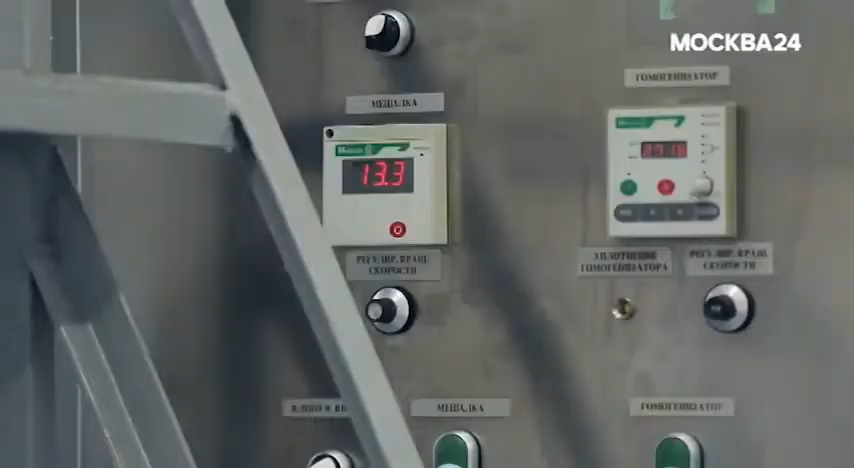 МОСКВА24
ГОМОГЕНИЗАТОР
МЕШАЛКА
13.3
РЕГУЛИР. ВРАЩ.
СКОРОСТИ
УПЛОТНЕНИЕ
ГОМОГЕНИЗАТОРА
РЕГУЛИР. ВРАЩ.
СКОРОСТИ
МЕШАЛКА
ГОМОГЕНИЗАТОР